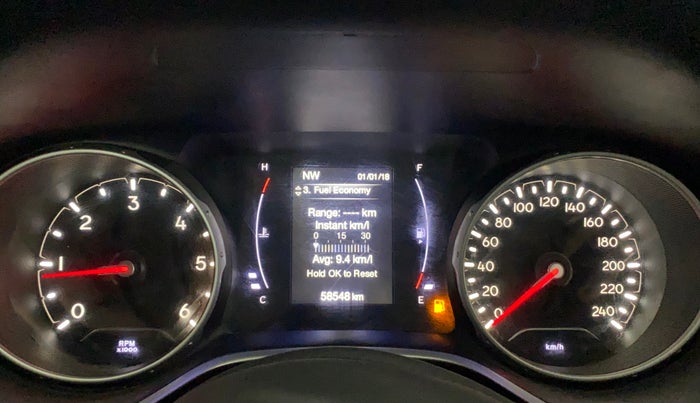 0
1
2
3
4
5
6
RPM
x1000
H
C
NW 01/01/18
3. Fuel Economy
Range: ---- km
Instant km/l
0 15 30
Avg: 9.4 km/l
Hold OK to Reset
58548 km
F
E
0
20
40
60
80
100
120
140
160
180
200
220
240
km/h